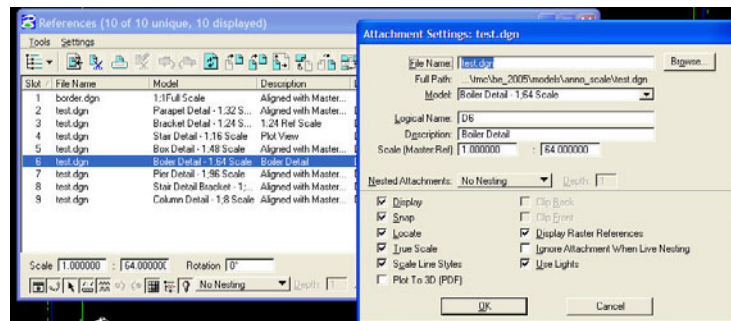 References (10 of 10 unique, 10 displayed)
Tools Settings
Slot / File Name Model Description
1 border.dgn 1:1Full Scale Aligned with Master...
2 test.dgn Parapet Detail - 1;32 S... Aligned with Master...
3 test.dgn Bracket Detail - 1;24 S... 1:24 Ref Scale
4 test.dgn Stair Detail - 1;16 Scale Plot View
5 test.dgn Box Detail - 1;48 Scale Aligned with Master...
6 test.dgn Boiler Detail - 1;64 Scale Boiler Detail
7 test.dgn Pier Detail - 1;96 Scale Aligned with Master...
8 test.dgn Stair Detail Bracket - 1;... Aligned with Master...
9 test.dgn Column Detail - 1;8 Scale Aligned with Master...
Scale 1.000000 : 64.00000 Rotation 0°
No Nesting Depth: 1
Attachment Settings: test.dgn
File Name: test.dgn Browse...
Full Path: ...\tmc\be_2005\models\anno_scale\test.dgn
Model: Boiler Detail - 1;64 Scale
Logical Name: D6
Description: Boiler Detail
Scale (Master:Ref) 1.000000 : 64.000000
Nested Attachments: No Nesting Depth: 1
Display Clip Back
Snap Clip Front
Locate Display Raster References
True Scale Ignore Attachment When Live Nesting
Scale Line Styles Use Lights
Plot To 3D (PDF)
OK Cancel